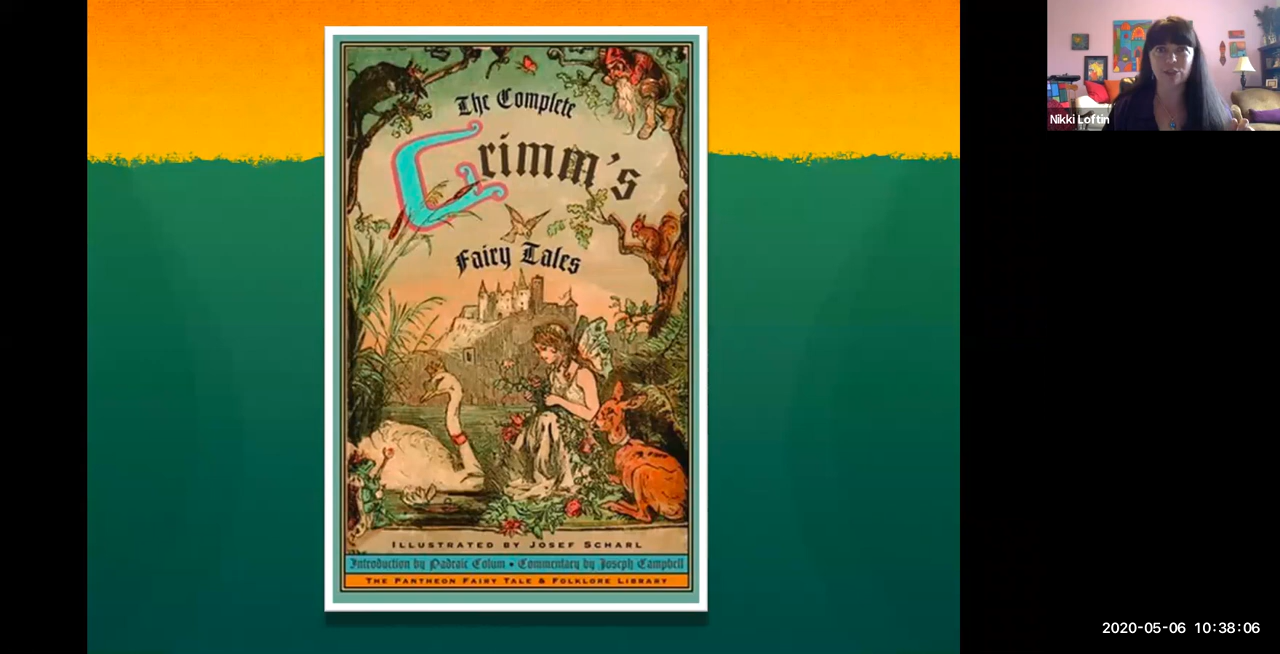 The Complete
Grimm's
Fairy Tales
ILLUSTRATED BY JOSEF SCHARL
Introduction by Padraic Colum • Commentary by Joseph Campbell
THE PANTHEON FAIRY TALE & FOLKLORE LIBRARY
Nikki Loftin
2020-05-06 10:38:06